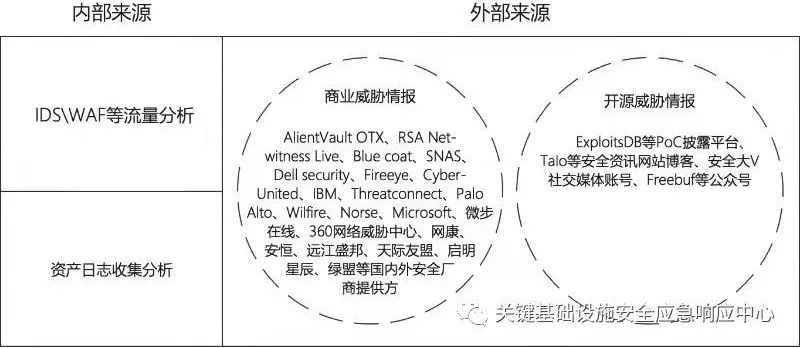 内部来源
外部来源
IDS\WAF等流量分析
资产日志收集分析
商业威胁情报
AlientVault OTX、RSA Net-
witness Live、Blue coat、SNAS、
Dell security、Fireeye、Cyber-
United、IBM、Threatconnect、Palo
Alto、Wilfire、Norse、Microsoft、微步
在线、360网络威胁中心、网康、
安恒、远江盛邦、天际友盟、启明
星辰、绿盟等国内外安全厂
商提供方
开源威胁情报
ExploitsDB等PoC披露平台、
Talo等安全资讯网站博客、安全大V
社交媒体账号、Freebuf等公众号
关键基础设施安全应急响应中心